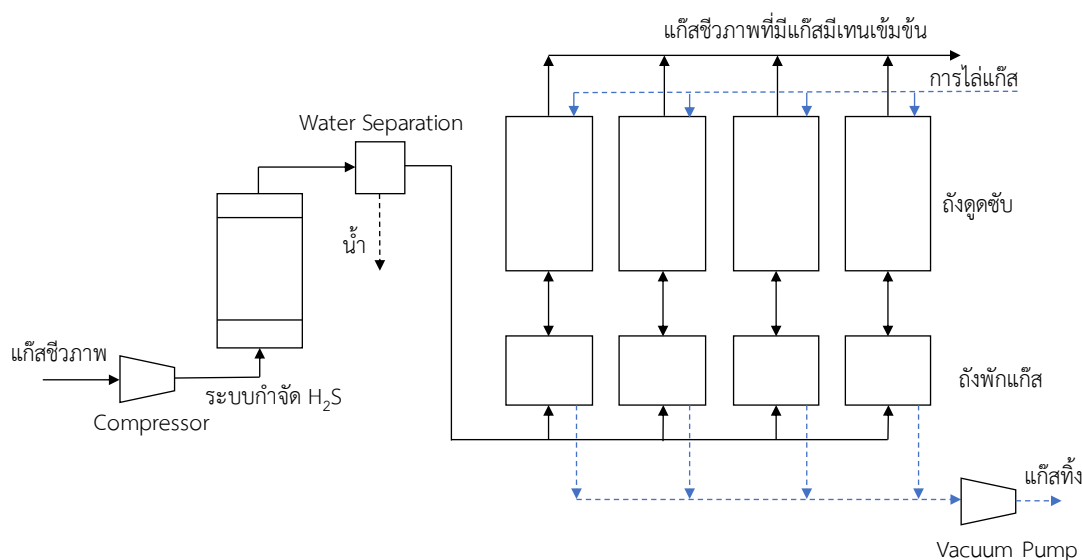 แก๊สชีวภาพที่มีแก๊สมีเทนเข้มข้น
การไล่แก๊ส
Water Separation
ถังดูดซับ
น้ำ
แก๊สชีวภาพ
ถังพักแก๊ส
ระบบกำจัด H₂S
Compressor
แก๊สทิ้ง
Vacuum Pump